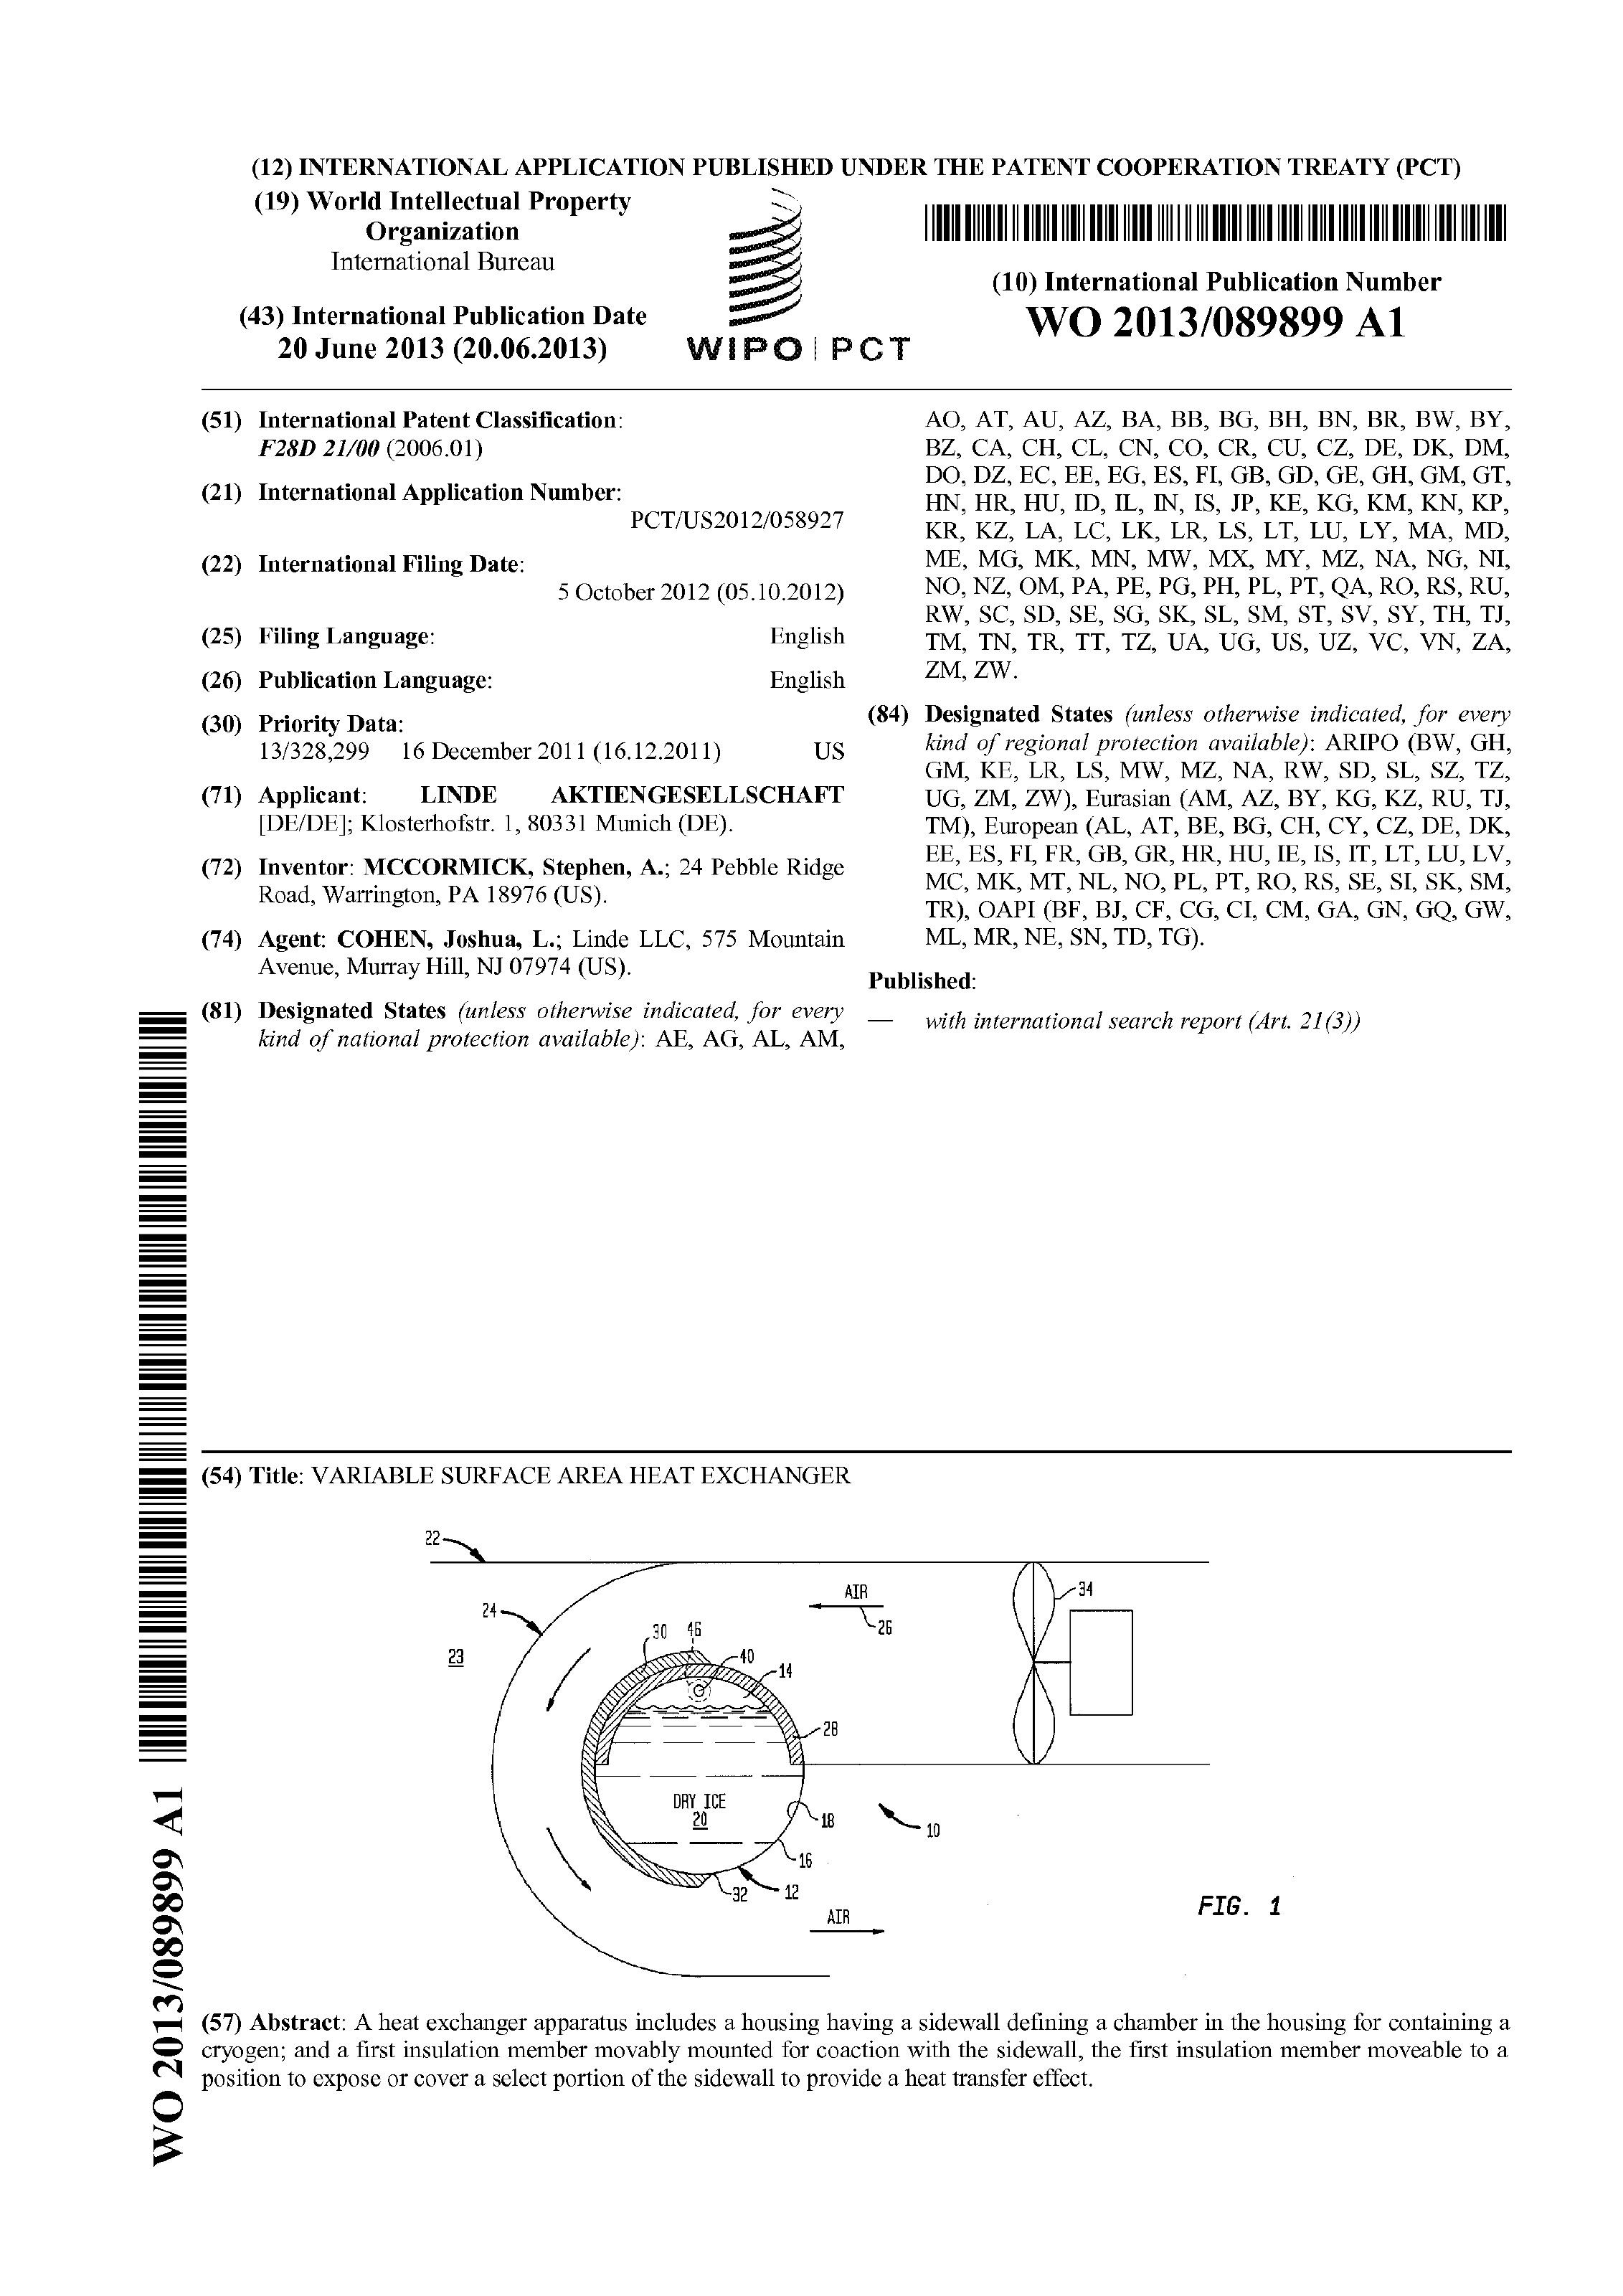 (12) INTERNATIONAL APPLICATION PUBLISHED UNDER THE PATENT COOPERATION TREATY (PCT)
(19) World Intellectual Property
Organization
International Bureau
(43) International Publication Date
20 June 2013 (20.06.2013)
WIPO | PCT
(10) International Publication Number
WO 2013/089899 A1
(51) International Patent Classification:
F28D 21/00 (2006.01)
(21) International Application Number:
PCT/US2012/058927
(22) International Filing Date:
5 October 2012 (05.10.2012)
(25) Filing Language: English
(26) Publication Language: English
(30) Priority Data:
13/328,299 16 December 2011 (16.12.2011) US
(71) Applicant: LINDE AKTIENGESELLSCHAFT
[DE/DE]; Klosterhofstr. 1, 80331 Munich (DE).
(72) Inventor: MCCORMICK, Stephen, A.; 24 Pebble Ridge
Road, Warrington, PA 18976 (US).
(74) Agent: COHEN, Joshua, L.; Linde LLC, 575 Mountain
Avenue, Murray Hill, NJ 07974 (US).
(81) Designated States (unless otherwise indicated, for every
kind of national protection available): AE, AG, AL, AM,
AO, AT, AU, AZ, BA, BB, BG, BH, BN, BR, BW, BY,
BZ, CA, CH, CL, CN, CO, CR, CU, CZ, DE, DK, DM,
DO, DZ, EC, EE, EG, ES, FI, GB, GD, GE, GH, GM, GT,
HN, HR, HU, ID, IL, IN, IS, JP, KE, KG, KM, KN, KP,
KR, KZ, LA, LC, LK, LR, LS, LT, LU, LY, MA, MD,
ME, MG, MK, MN, MW, MX, MY, MZ, NA, NG, NI,
NO, NZ, OM, PA, PE, PG, PH, PL, PT, QA, RO, RS, RU,
RW, SC, SD, SE, SG, SK, SL, SM, ST, SV, SY, TH, TJ,
TM, TN, TR, TT, TZ, UA, UG, US, UZ, VC, VN, ZA,
ZM, ZW.
(84) Designated States (unless otherwise indicated, for every
kind of regional protection available): ARIPO (BW, GH,
GM, KE, LR, LS, MW, MZ, NA, RW, SD, SL, SZ, TZ,
UG, ZM, ZW), Eurasian (AM, AZ, BY, KG, KZ, RU, TJ,
TM), European (AL, AT, BE, BG, CH, CY, CZ, DE, DK,
EE, ES, FI, FR, GB, GR, HR, HU, IE, IS, IT, LT, LU, LV,
MC, MK, MT, NL, NO, PL, PT, RO, RS, SE, SI, SK, SM,
TR), OAPI (BF, BJ, CF, CG, CI, CM, GA, GN, GQ, GW,
ML, MR, NE, SN, TD, TG).
Published:
— with international search report (Art. 21(3))
(54) Title: VARIABLE SURFACE AREA HEAT EXCHANGER
22
24
23
30
46
40
14
28
AIR
26
34
DRY ICE
20
18
16
10
32
12
AIR
FIG. 1
(57) Abstract: A heat exchanger apparatus includes a housing having a sidewall defining a chamber in the housing for containing a
cryogen; and a first insulation member movably mounted for coaction with the sidewall, the first insulation member moveable to a
position to expose or cover a select portion of the sidewall to provide a heat transfer effect.
WO 2013/089899 A1